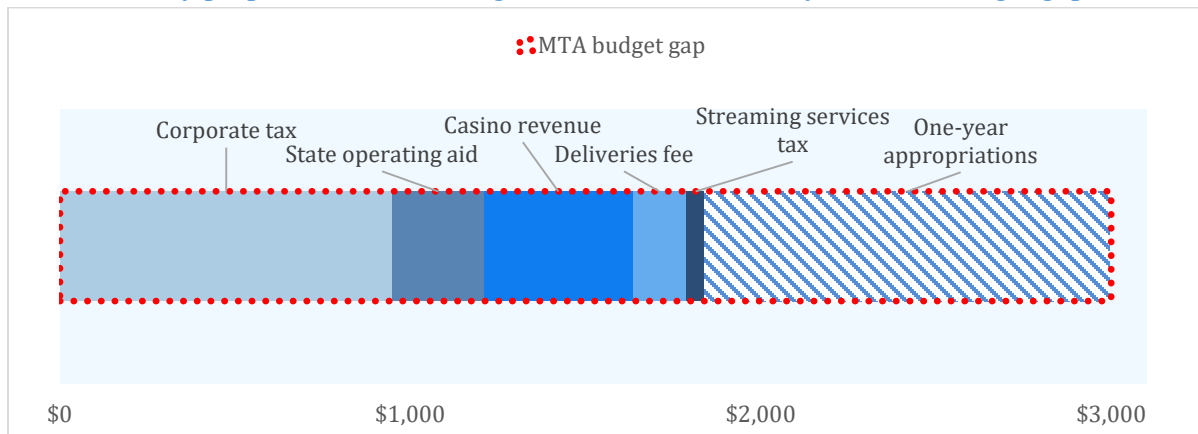 MTA budget gap
Corporate tax
State operating aid
Casino revenue
Deliveries fee
Streaming services
tax
One-year
appropriations
$0
$1,000
$2,000
$3,000